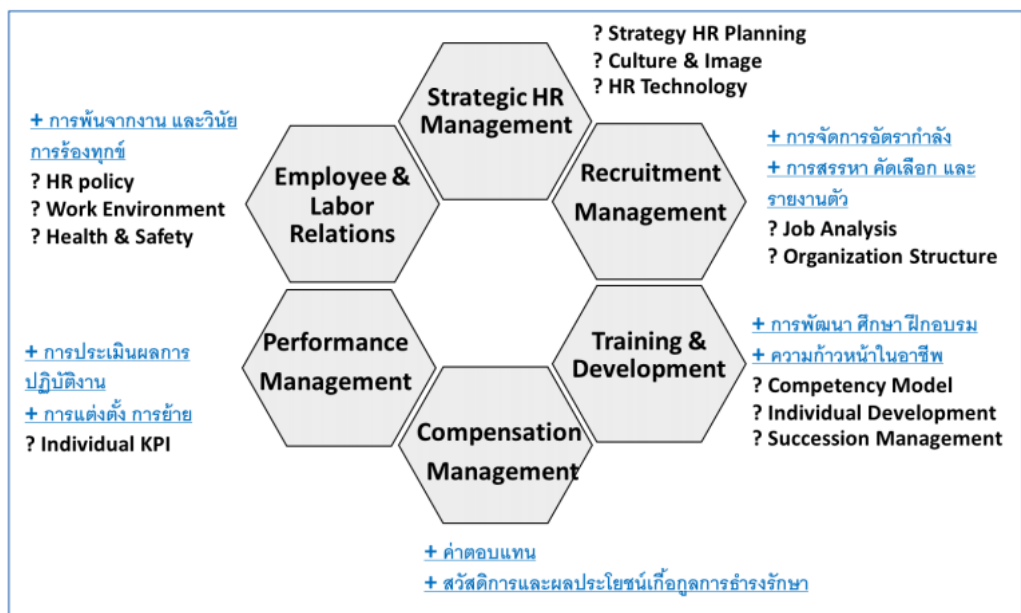 Strategic HR
Management
? Strategy HR Planning
? Culture & Image
? HR Technology
Recruitment
Management
+ การจัดการอัตรากำลัง
+ การสรรหา คัดเลือก และ
รายงานตัว
? Job Analysis
? Organization Structure
Training &
Development
+ การพัฒนา ศึกษา ฝึกอบรม
+ ความก้าวหน้าในอาชีพ
? Competency Model
? Individual Development
? Succession Management
Compensation
Management
+ ค่าตอบแทน
+ สวัสดิการและผลประโยชน์เกื้อกูลการธำรงรักษา
Performance
Management
+ การประเมินผลการ
ปฏิบัติงาน
+ การแต่งตั้ง การย้าย
? Individual KPI
Employee &
Labor
Relations
+ การพ้นจากงาน และวินัย
การร้องทุกข์
? HR policy
? Work Environment
? Health & Safety